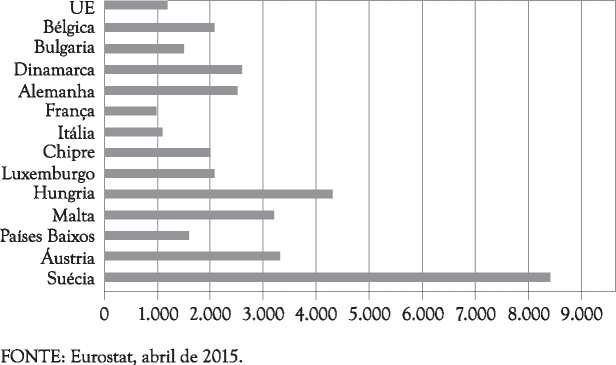 UE
Bélgica
Bulgaria
Dinamarca
Alemanha
França
Itália
Chipre
Luxemburgo
Hungria
Malta
Países Baixos
Áustria
Suécia
0 1.000 2.000 3.000 4.000 5.000 6.000 7.000 8.000 9.000
FONTE: Eurostat, abril de 2015.